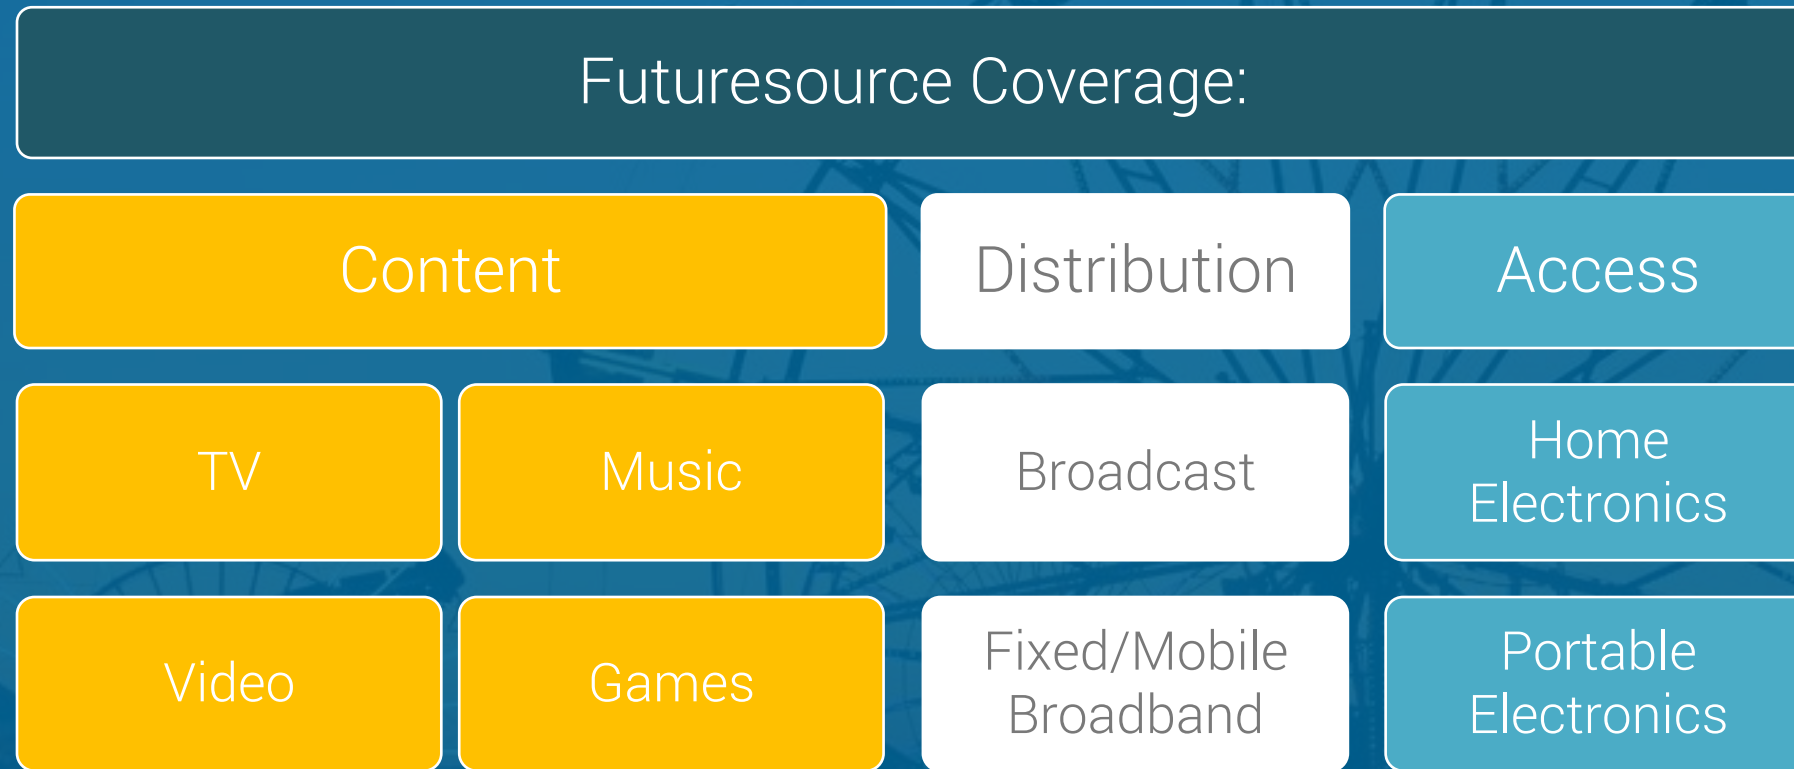 Futuresource Coverage:
Content
Distribution
Access
TV
Music
Broadcast
Home
Electronics
Video
Games
Fixed/Mobile
Broadband
Portable
Electronics